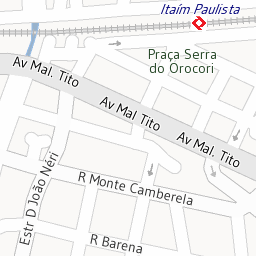 Itaím Paulista
Praça Serra
do Orocori
Av Mal. Tito
Av Mal. Tito
Av Mal. Tito
Estr D João Néri
R Monte Camberela
R Barena